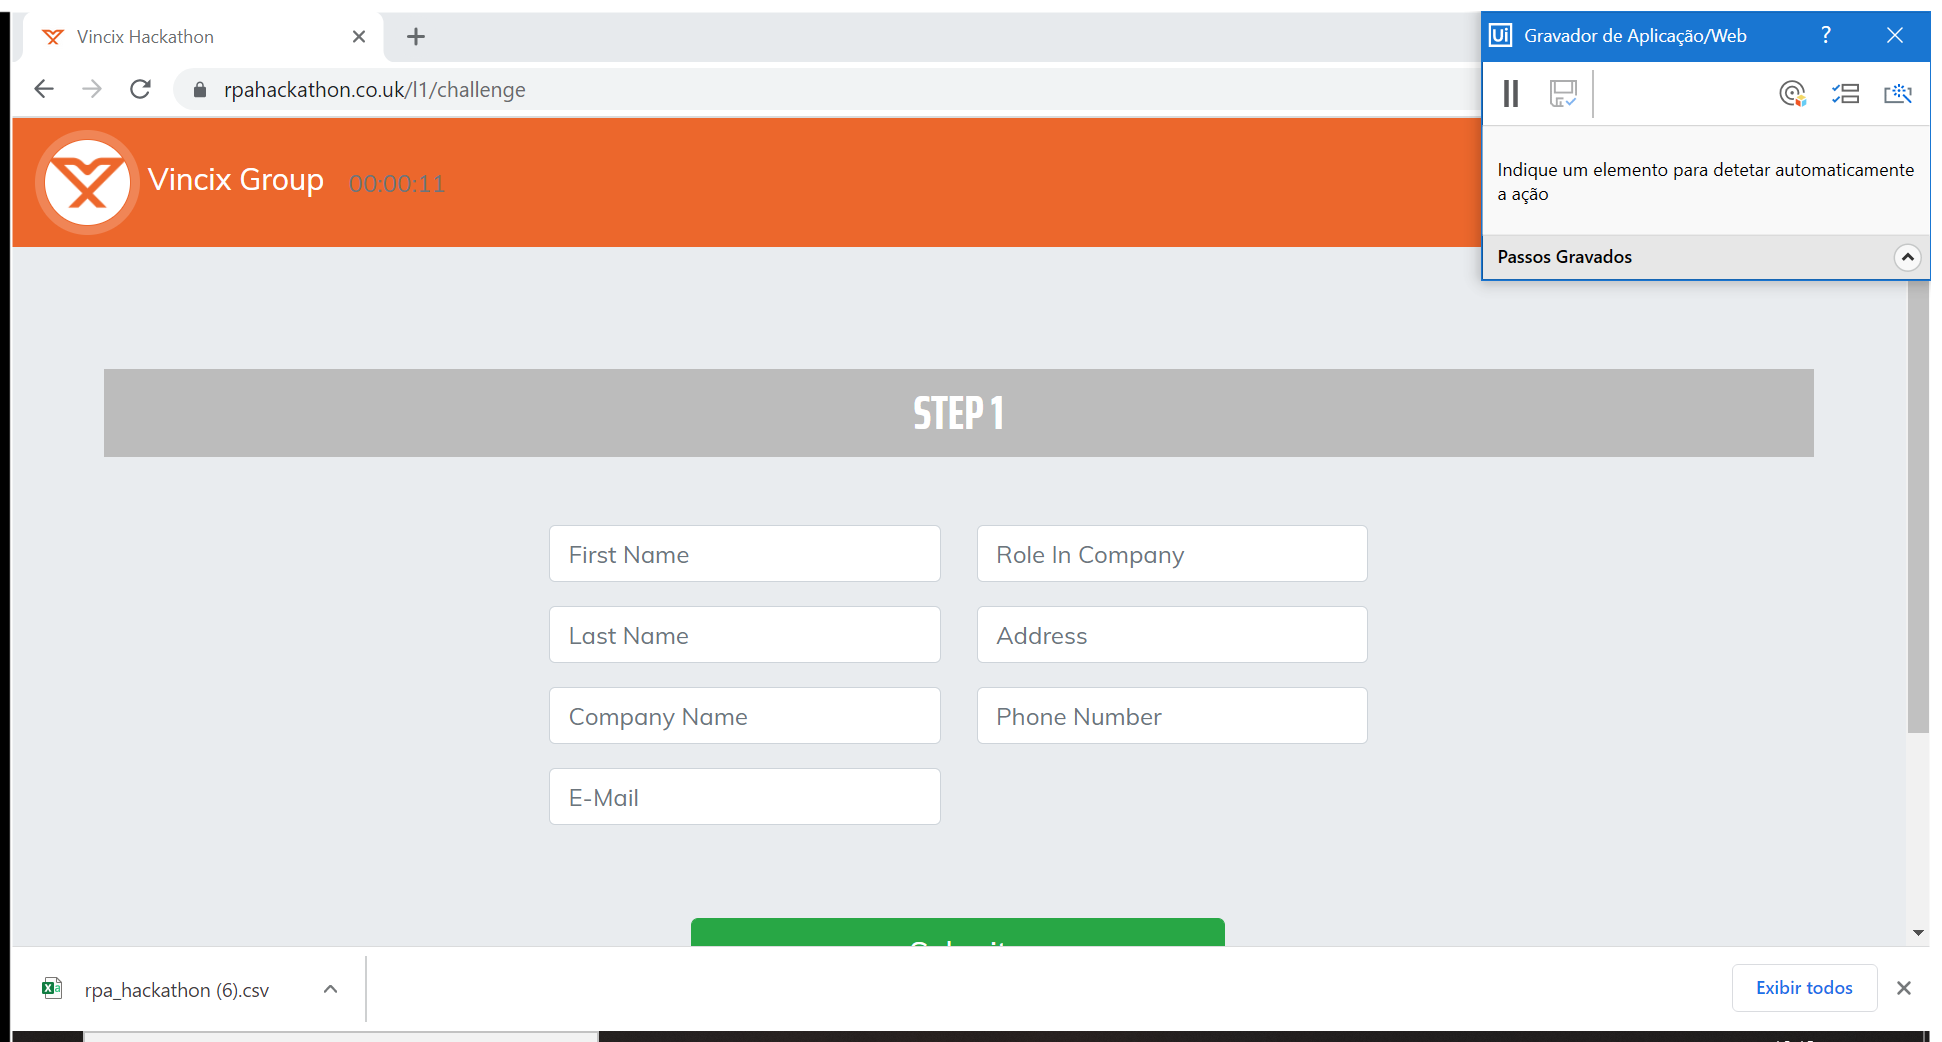 Vincix Hackathon
Ui Gravador de Aplicação/Web ?
rpahackathon.co.uk/l1/challenge
Indique um elemento para detetar automaticamente
a ação
Passos Gravados
Vincix Group 00:00:11
STEP 1
First Name Role In Company
Last Name Address
Company Name Phone Number
E-Mail
rpa_hackathon (6).csv
Exibir todos